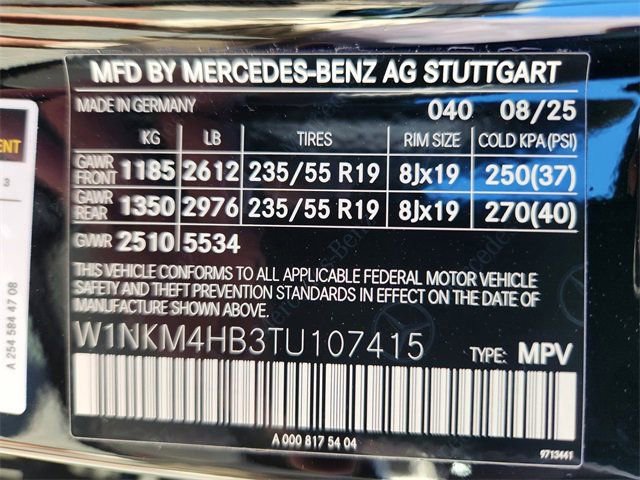 MFD BY MERCEDES-BENZ AG STUTTGART
MADE IN GERMANY 040 08/25
KG LB TIRES RIM SIZE COLD KPA(PSI)
GAWR FRONT 1185 2612 235/55 R19 8Jx19 250(37)
GAWR REAR 1350 2976 235/55 R19 8Jx19 270(40)
GVWR 2510 5534
THIS VEHICLE CONFORMS TO ALL APPLICABLE FEDERAL MOTOR VEHICLE
SAFETY AND THEFT PREVENTION STANDARDS IN EFFECT ON THE DATE OF
MANUFACTURE SHOWN ABOVE.
W1NKM4HB3TU107415 TYPE: MPV
A 000 817 54 04
9713441
A 254 584 47 08
3
Mercedes-Benz